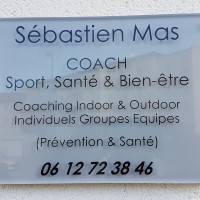 Sébastien Mas
COACH
Sport, Santé & Bien-être
Coaching Indoor & Outdoor
Individuels Groupes Equipes
(Prévention & Santé)
06 12 72 38 46